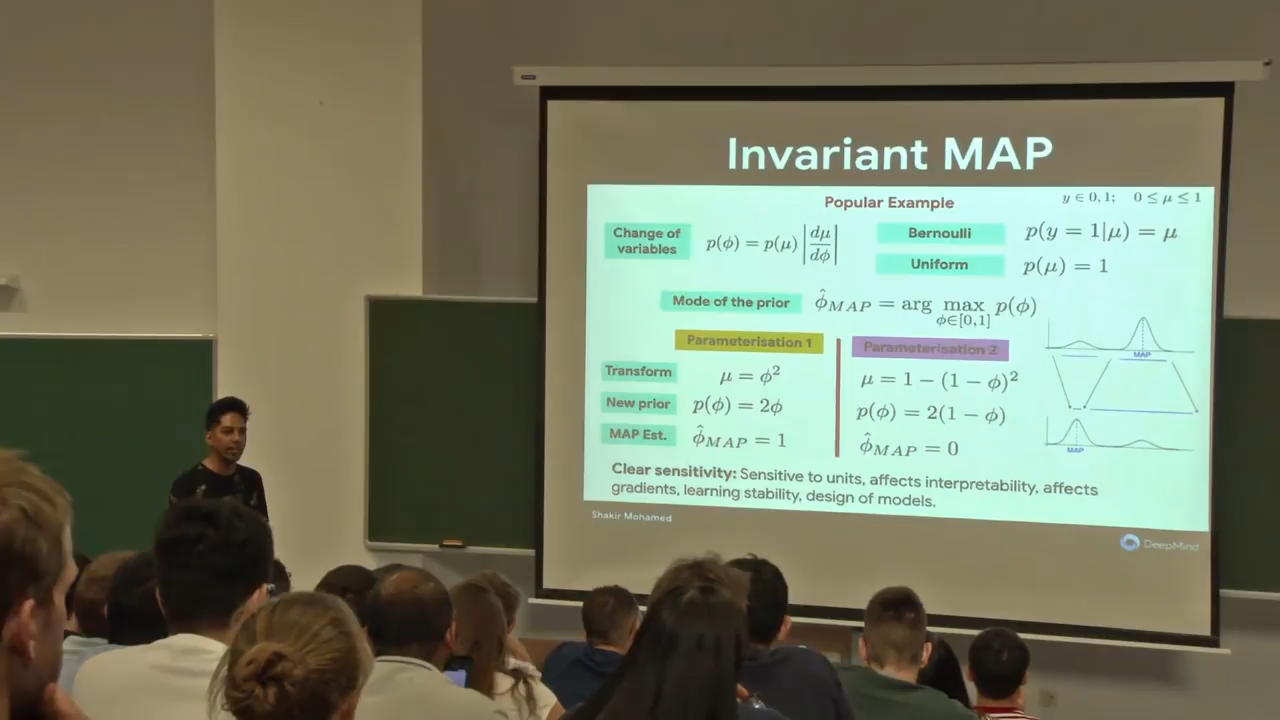 Invariant MAP
Popular Example
y ∈ 0, 1; 0 ≤ μ ≤ 1
Change of
variables
p(φ) = p(μ) |dμ/dφ|
Bernoulli
p(y = 1|μ) = μ
Uniform
p(μ) = 1
Mode of the prior
φ̂_MAP = arg max_{φ∈[0,1]} p(φ)
Parameterisation 1
Parameterisation 2
Transform
μ = φ²
μ = 1 − (1 − φ)²
New prior
p(φ) = 2φ
p(φ) = 2(1 − φ)
MAP Est.
φ̂_MAP = 1
φ̂_MAP = 0
MAP
MAP
Clear sensitivity: Sensitive to units, affects interpretability, affects
gradients, learning stability, design of models.
Shakir Mohamed
DeepMind